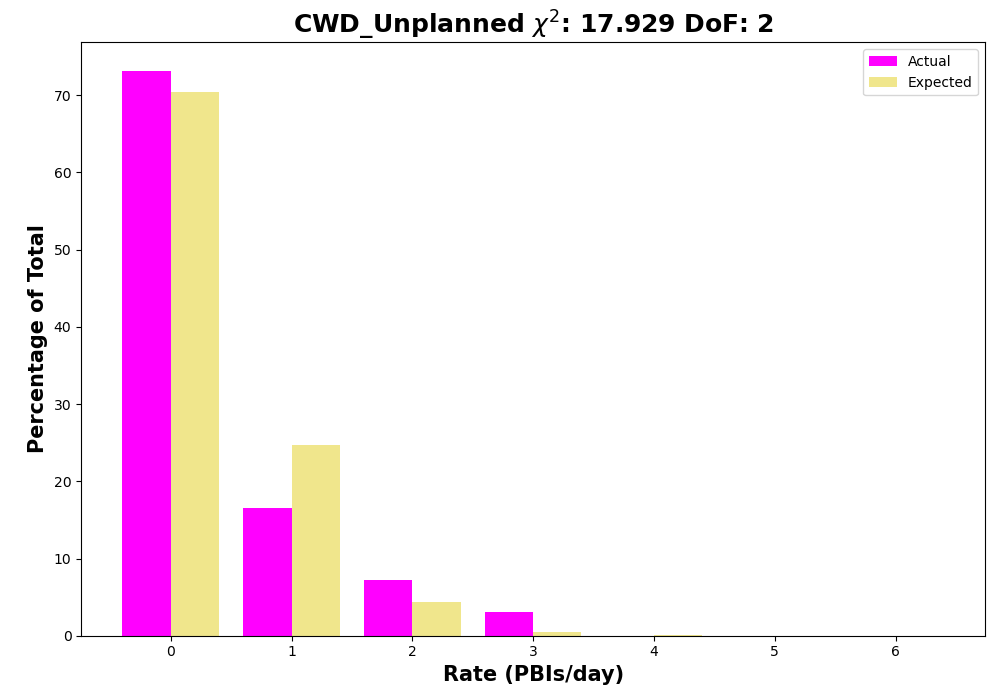 CWD_Unplanned χ²: 17.929 DoF: 2
Actual
Expected
Percentage of Total
70
60
50
40
30
20
10
0
0 1 2 3 4 5 6
Rate (PBIs/day)